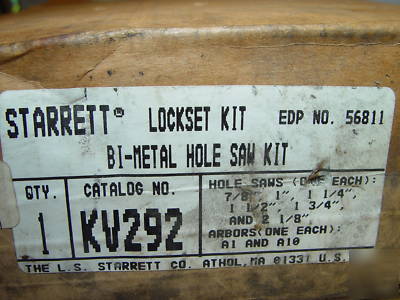 STARRETT® LOCKSET KIT EDP NO. 56811
BI-METAL HOLE SAW KIT
QTY.
1
CATALOG NO.
KV292
HOLE SAWS (ONE EACH):
7/8", 1", 1 1/4",
1 1/2", 1 3/4",
AND 2 1/8",
ARBORS(ONE EACH):
A1 AND A10
THE L.S. STARRETT CO. ATHOL, MA 01331 U.S.